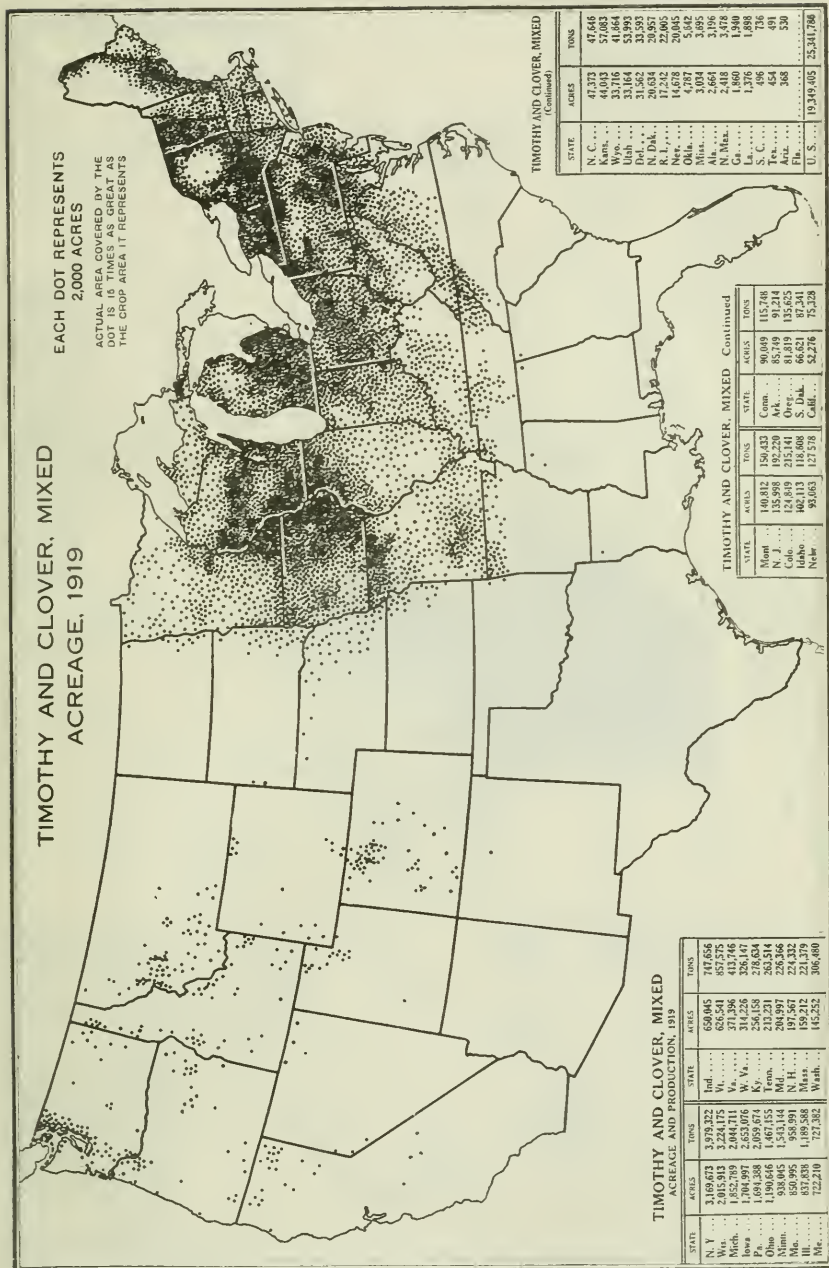 TIMOTHY AND CLOVER, MIXED
ACREAGE, 1919
EACH DOT REPRESENTS
2,000 ACRES
ACTUAL AREA COVERED BY THE
DOT IS 15 TIMES AS GREAT AS
THE CROP AREA IT REPRESENTS
TIMOTHY AND CLOVER, MIXED
ACREAGE AND PRODUCTION, 1919
STATE ACRES TONS STATE ACRES TONS
N. Y. 3,169,673 3,979,322 Ind. 650,045 747,656
Wis. 2,015,913 3,224,175 Vt. 626,541 857,575
Mich. 1,852,789 2,044,711 Va. 371,396 413,746
Iowa 1,704,997 2,653,076 W. Va. 314,226 326,147
Pa. 1,694,388 2,059,674 Ky. 256,158 278,634
Ohio 1,190,646 1,467,155 Tenn. 213,231 263,514
Minn. 938,045 1,543,144 Md. 204,997 226,366
Mo. 850,995 958,991 N. H. 197,567 224,332
Ill. 837,838 1,189,588 Mass. 159,212 221,379
Me. 722,210 727,382 Wash. 145,252 306,480
TIMOTHY AND CLOVER, MIXED Continued
STATE ACRES TONS STATE ACRES TONS
Mont 140,812 150,433 Conn. 90,049 115,748
N. J. 135,998 192,220 Ark. 85,749 91,214
Colo. 124,849 215,141 Oreg. 81,819 135,625
Idaho 102,113 118,608 S. Dak. 66,621 87,341
Nebr. 93,063 127,578 Calif. 52,276 75,328
TIMOTHY AND CLOVER, MIXED
(Continued)
STATE ACRES TONS
N. C. 47,373 47,646
Kans. 44,043 57,083
Wyo. 33,716 41,864
Utah 33,164 53,993
Del. 31,562 33,593
N. Dak. 20,634 20,957
R. I. 17,242 22,005
Nev. 14,678 20,045
Okla. 4,787 5,642
Miss. 3,034 3,695
Ala. 2,664 3,196
N. Mex. 2,418 3,478
Ga. 1,860 1,940
La. 1,376 1,898
S. C. 496 736
Tex. 454 491
Ariz. 368 530
Fla.
U. S. 19,349,405 25,341,786